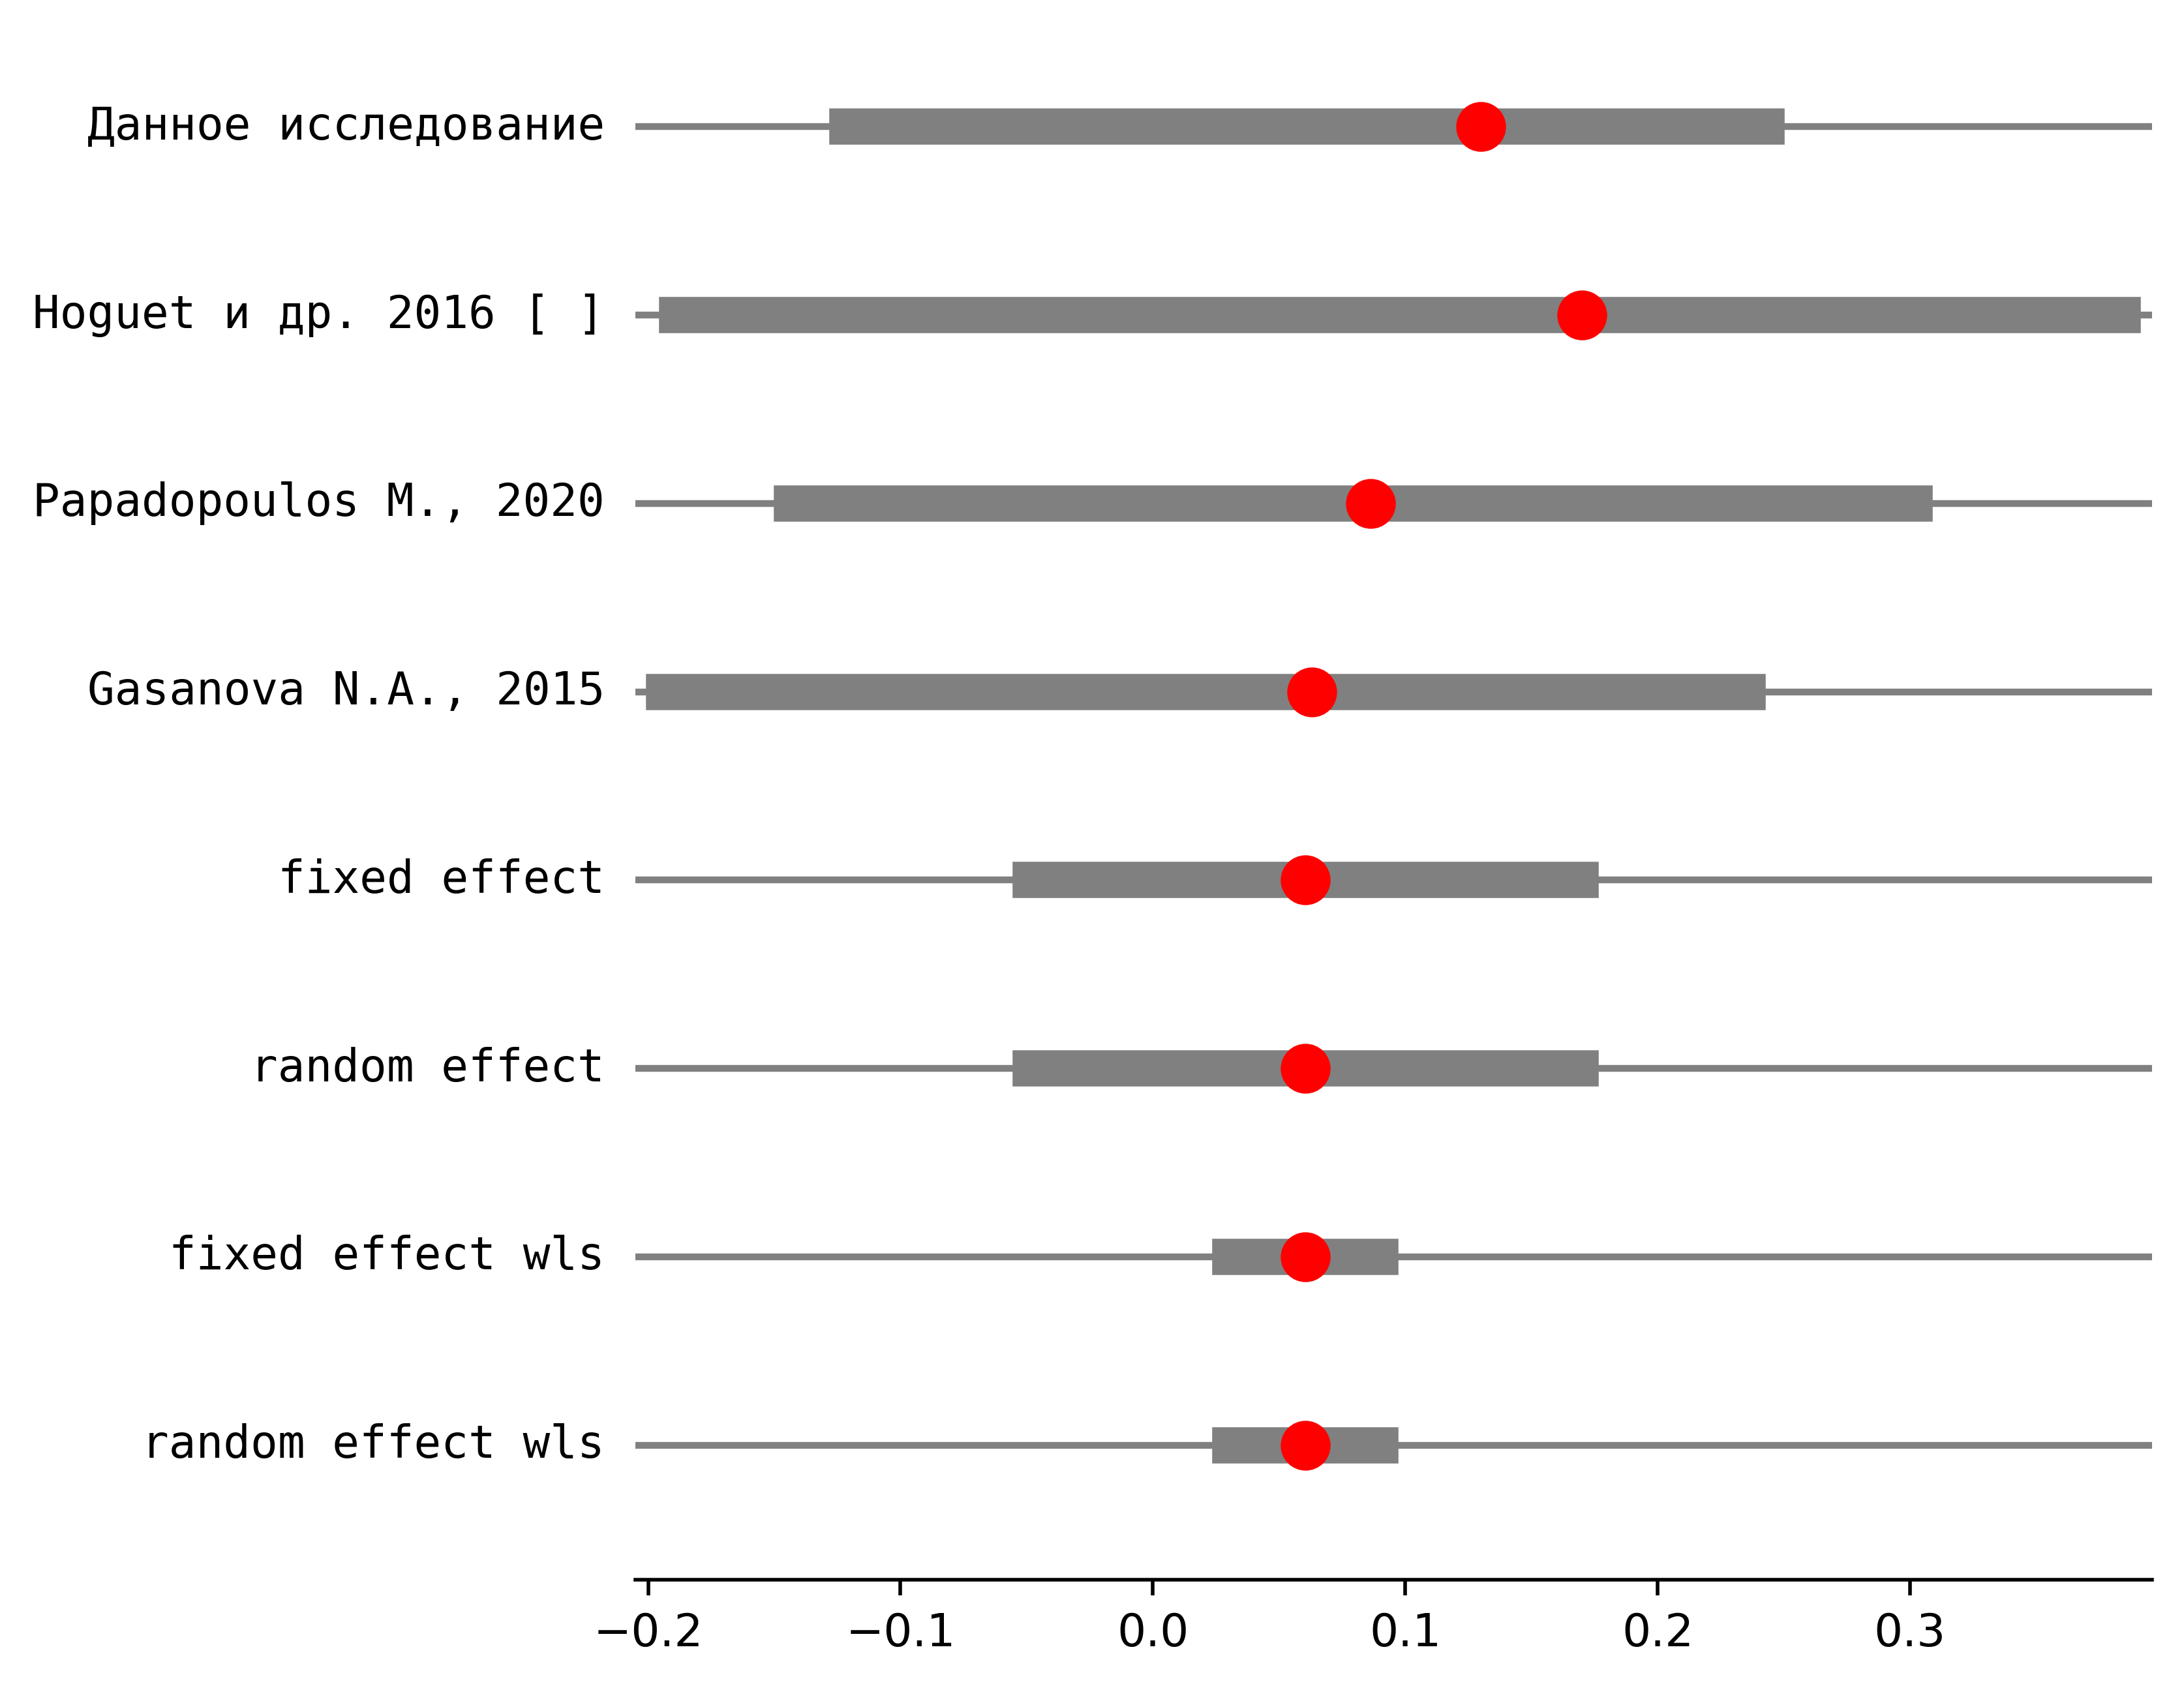 Данное исследование
Hoguet и др. 2016 [ ]
Papadopoulos M., 2020
Gasanova N.A., 2015
fixed effect
random effect
fixed effect wls
random effect wls
−0.2 −0.1 0.0 0.1 0.2 0.3